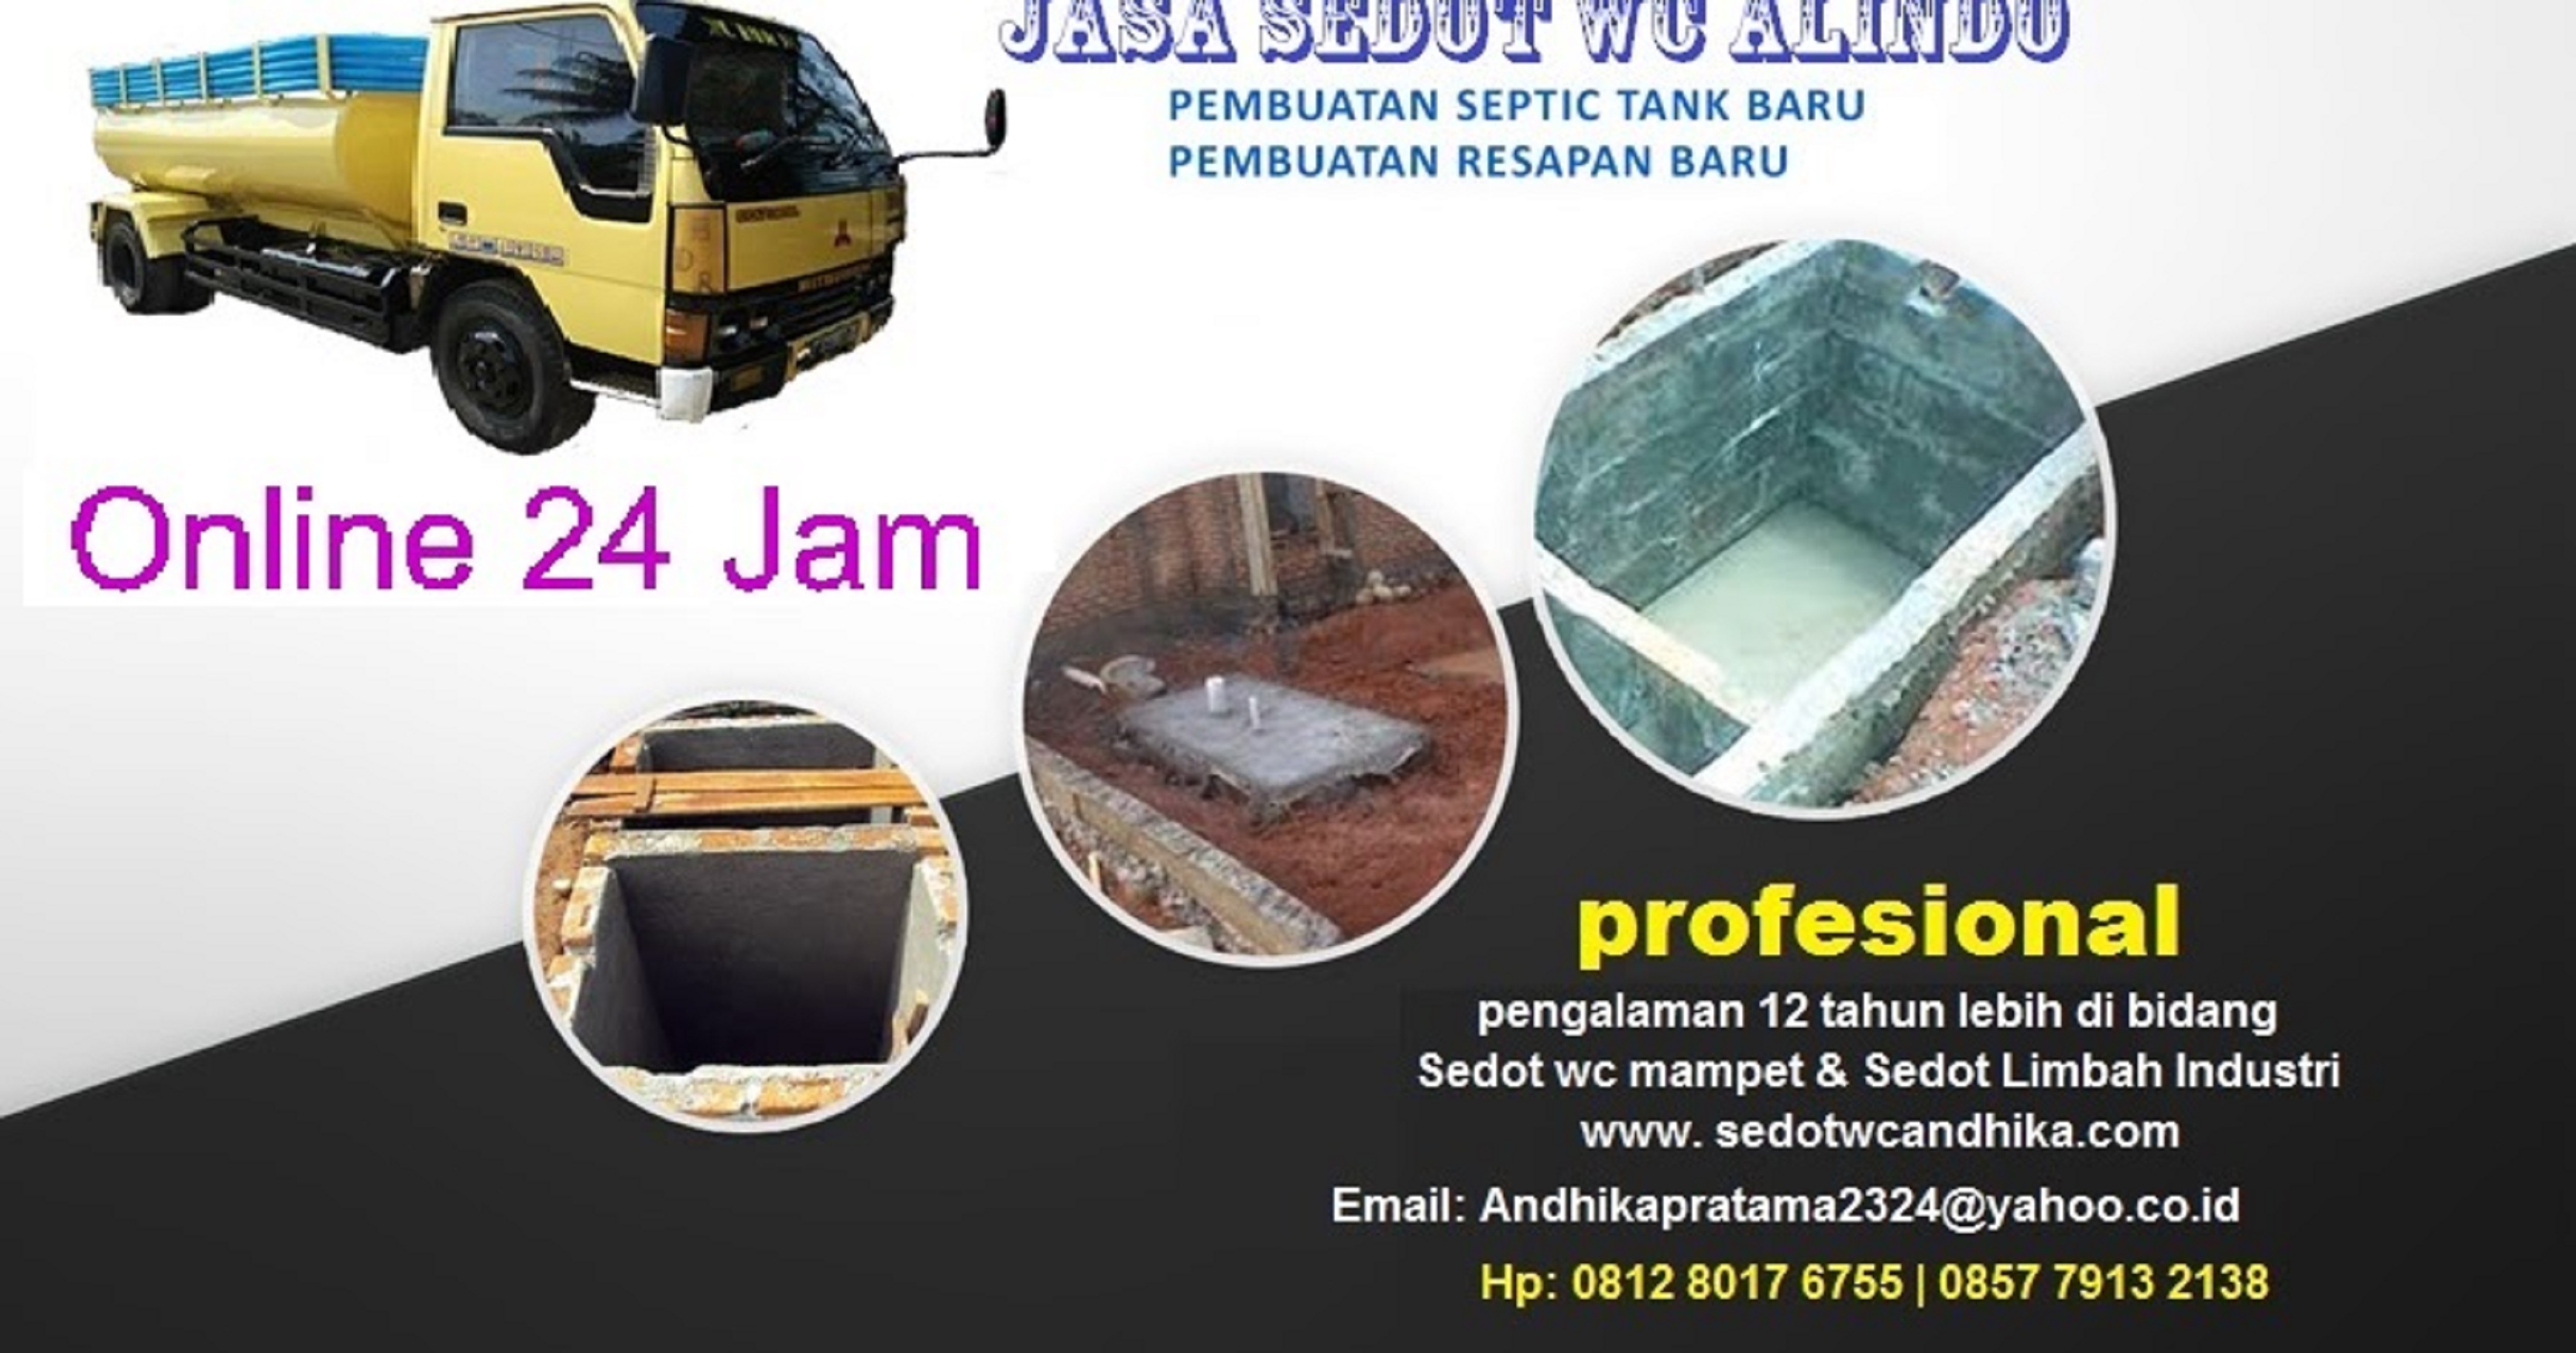 JASA SEDOT WC ALINDO
PEMBUATAN SEPTIC TANK BARU
PEMBUATAN RESAPAN BARU
Online 24 Jam
profesional
pengalaman 12 tahun lebih di bidang
Sedot wc mampet & Sedot Limbah Industri
www. sedotwcandhika.com
Email: Andhikapratama2324@yahoo.co.id
Hp: 0812 8017 6755 | 0857 7913 2138